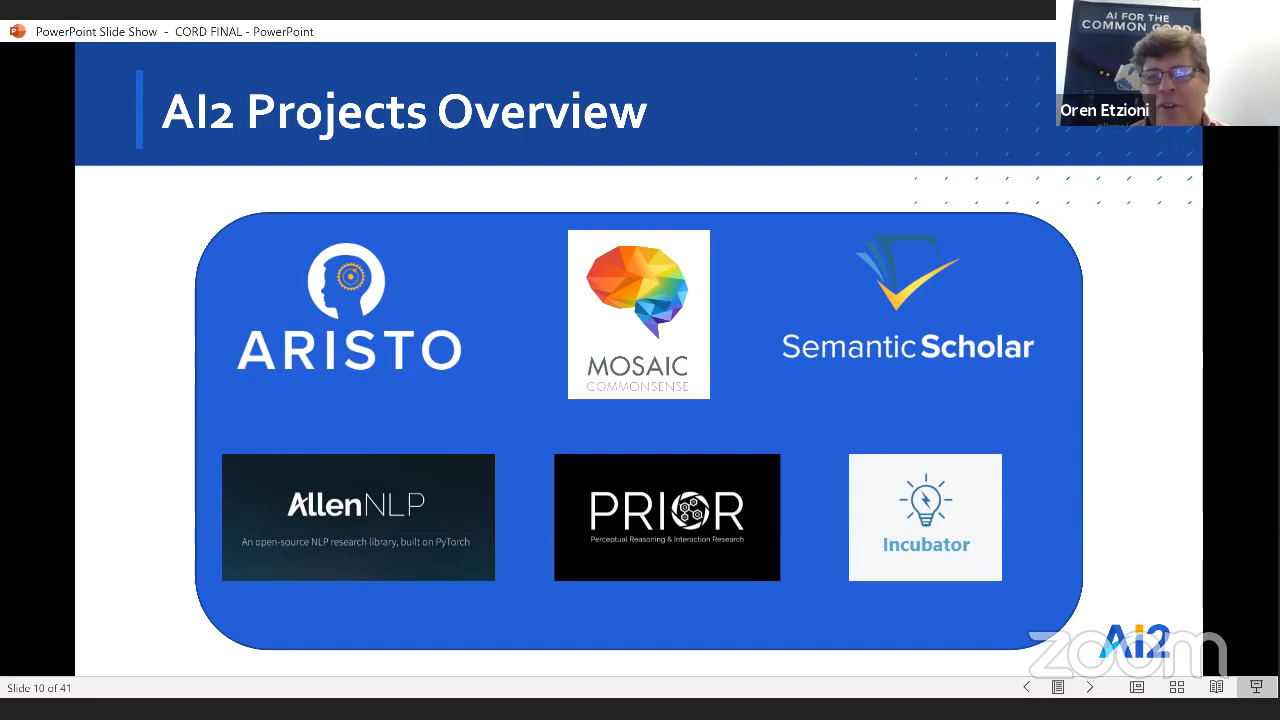 PowerPoint Slide Show - CORD FINAL - PowerPoint
AI FOR THE
COMMON GOOD
Oren Etzioni
AI2 Projects Overview
ARISTO
MOSAIC
COMMONSENSE
Semantic Scholar
AllenNLP
An open-source NLP research library, built on PyTorch
PRIOR
Perceptual Reasoning & Interaction Research
Incubator
AI2
zoom
Slide 10 of 41